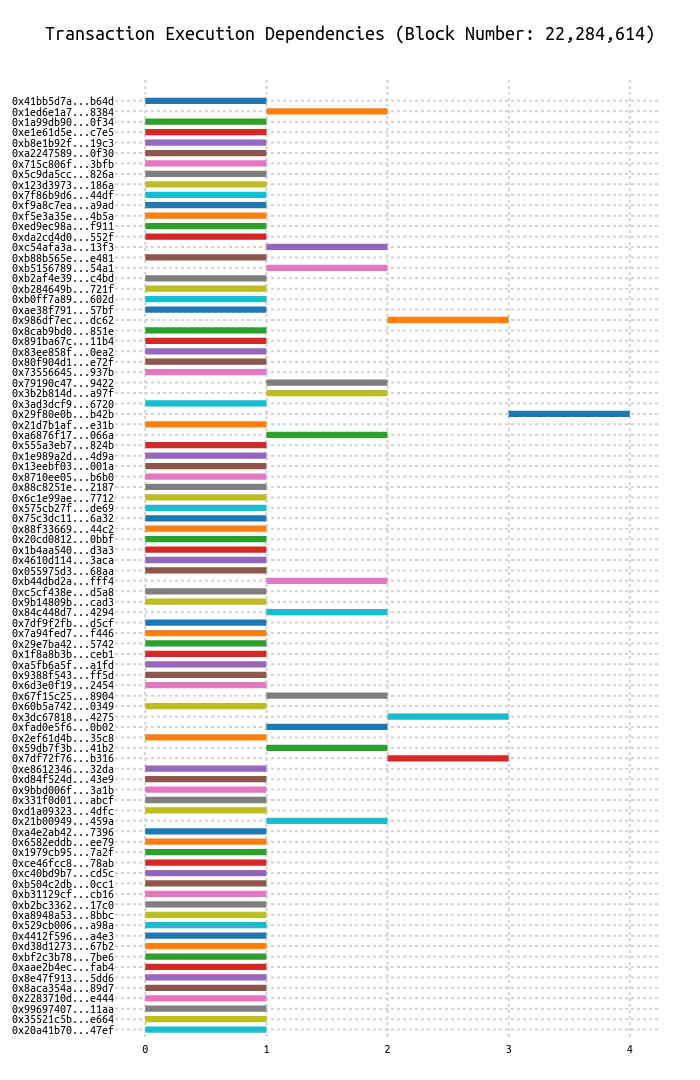 Transaction Execution Dependencies (Block Number: 22,284,614)
0x41bb5d7a...b64d
0x1ed6e1a7...8384
0x1a99db90...0f34
0xe1e61d5e...c7e5
0xb8e1b92f...19c3
0xa2247589...0f30
0x715c806f...3bfb
0x5c9da5cc...826a
0x123d3973...186a
0x7f86b9d6...44df
0xf9a8c7ea...a9ad
0xf5e3a35e...4b5a
0xed9ec98a...f911
0xda2cd4d0...552f
0xc54afa3a...13f3
0xb88b565e...e481
0xb5156789...54a1
0xb2af4e39...c4bd
0xb284649b...721f
0xb0ff7a89...602d
0xae38f791...57bf
0x986df7ec...dc62
0x8cab9bd0...851e
0x891ba67c...11b4
0x83ee858f...0ea2
0x80f904d1...e72f
0x73556645...937b
0x79190c47...9422
0x3b2b814d...a97f
0x3ad3dcf9...6720
0x29f80e0b...b42b
0x21d7b1af...e31b
0xa6876f17...066a
0x555a3eb7...824b
0x1e989a2d...4d9a
0x13eebf03...001a
0x8710ee05...b6b0
0x88c8251e...2187
0x6c1e99ae...7712
0x575cb27f...de69
0x75c3dc11...6a32
0x88f33669...44c2
0x20cd0812...0bbf
0x1b4aa540...d3a3
0x4610d114...3aca
0x055975d3...68aa
0xb44dbd2a...fff4
0xc5cf438e...d5a8
0x9b14809b...cad3
0x84c448d7...4294
0x7df9f2fb...d5cf
0x7a94fed7...f446
0x29e7ba42...5742
0x1f8a8b3b...ceb1
0xa5fb6a5f...a1fd
0x9388f543...ff5d
0x6d3e0f19...2454
0x67f15c25...8904
0x60b5a742...0349
0x3dc67818...4275
0xfad0e5f6...0b02
0x2ef61d4b...35c8
0x59db7f3b...41b2
0x7df72f76...b316
0xe8612346...32da
0xd84f524d...43e9
0x9bbd006f...3a1b
0x331f0d01...abcf
0xd1a09323...4dfc
0x21b00949...459a
0xa4e2ab42...7396
0x6582eddb...ee79
0x1979cb95...7a2f
0xce46fcc8...78ab
0xc40bd9b7...cd5c
0xb504c2db...0cc1
0xb31129cf...cb16
0xb2bc3362...17c0
0xa8948a53...8bbc
0x529cb006...a98a
0x4412f596...a4e3
0xd38d1273...67b2
0xbf2c3b78...7be6
0xaae2b4ec...fab4
0x8e47f913...5dd6
0x8aca354a...89d7
0x2283710d...e444
0x99697407...11aa
0x35521c5b...e664
0x20a41b70...47ef
0 1 2 3 4